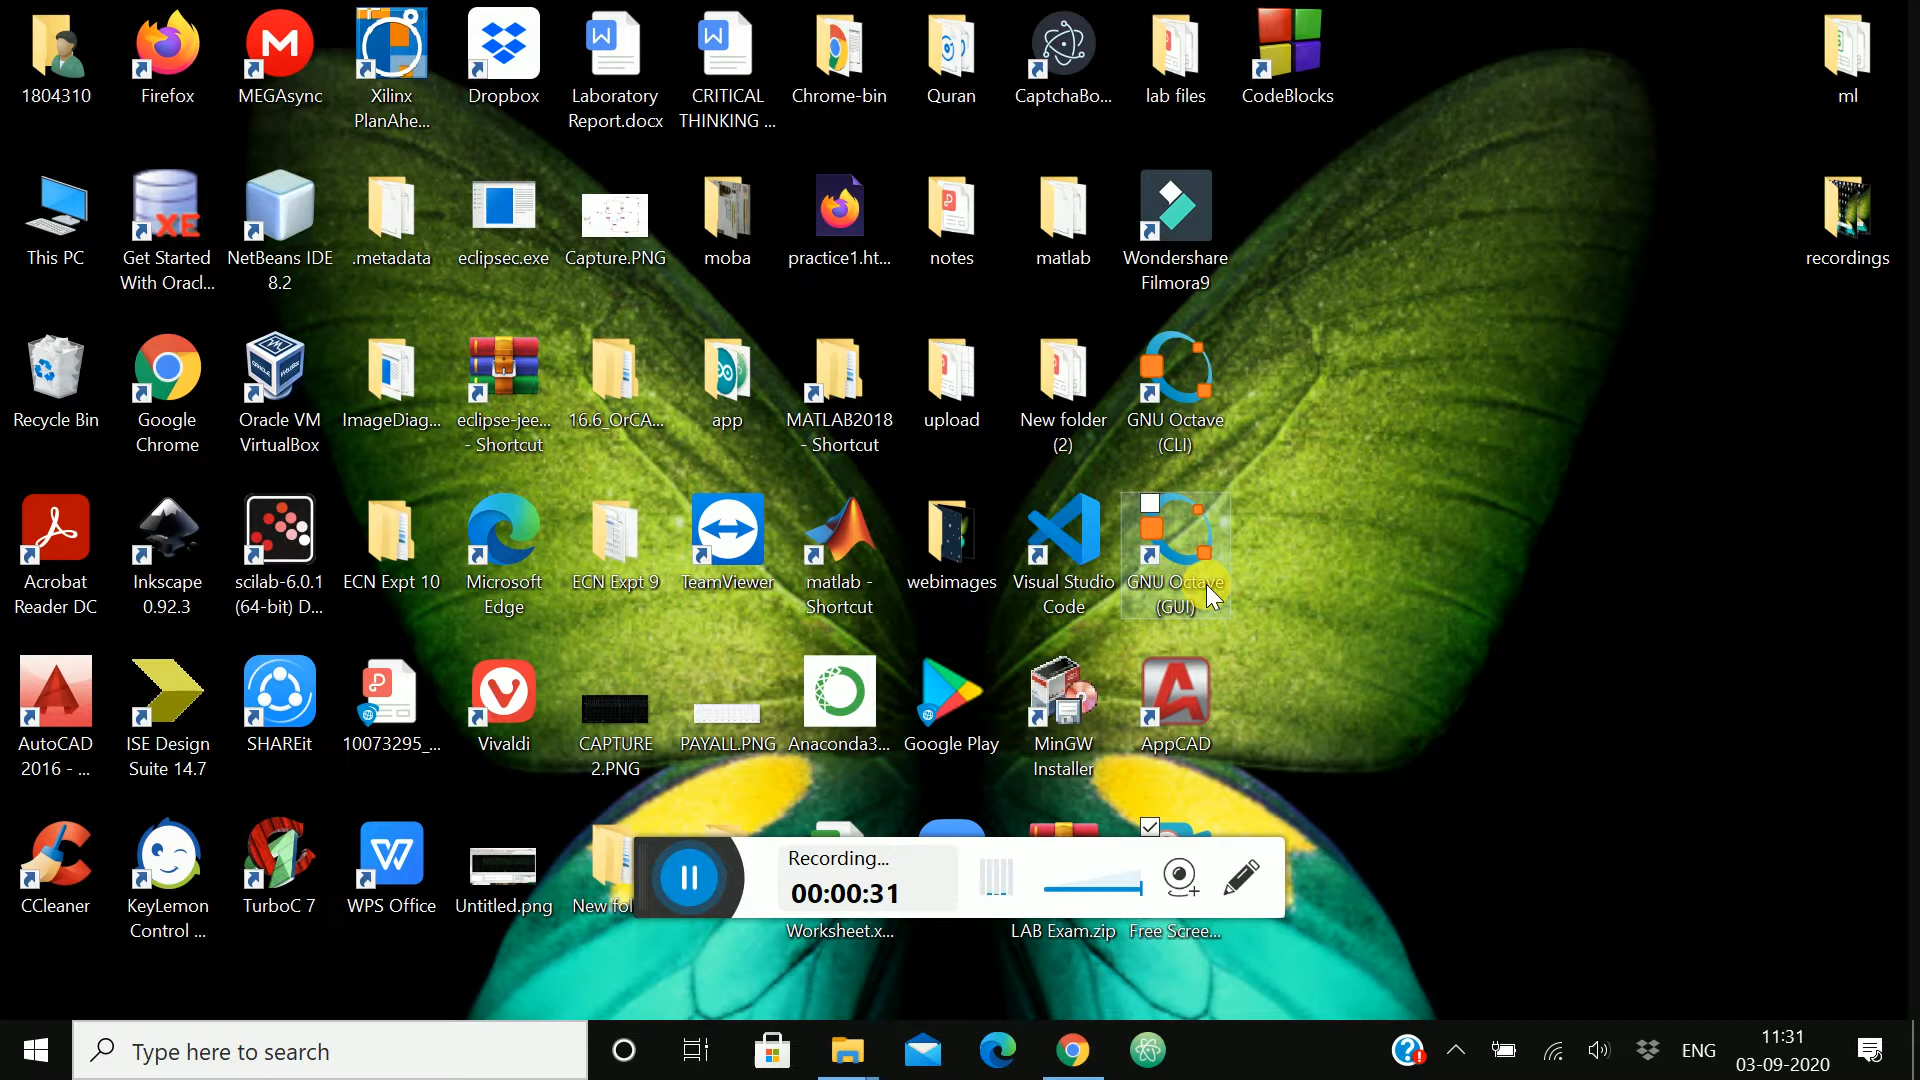 1804310
Firefox
MEGAsync
Xilinx
PlanAhe...
Dropbox
Laboratory
Report.docx
CRITICAL
THINKING ...
Chrome-bin
Quran
CaptchaBo...
lab files
CodeBlocks
ml
This PC
Get Started
With Oracl...
NetBeans IDE
8.2
.metadata
eclipsec.exe
Capture.PNG
moba
practice1.ht...
notes
matlab
Wondershare
Filmora9
recordings
Recycle Bin
Google
Chrome
Oracle VM
VirtualBox
ImageDiag...
eclipse-jee...
- Shortcut
16.6_OrCA...
app
MATLAB2018
- Shortcut
upload
New folder
(2)
GNU Octave
(CLI)
Acrobat
Reader DC
Inkscape
0.92.3
scilab-6.0.1
(64-bit) D...
ECN Expt 10
Microsoft
Edge
ECN Expt 9
TeamViewer
matlab -
Shortcut
webimages
Visual Studio
Code
GNU Octave
(GUI)
AutoCAD
2016 - ...
ISE Design
Suite 14.7
SHAREit
10073295_...
Vivaldi
CAPTURE
2.PNG
PAYALL.PNG
Anaconda3...
Google Play
MinGW
Installer
AppCAD
CCleaner
KeyLemon
Control ...
TurboC 7
WPS Office
Untitled.png
New fol
Recording...
00:00:31
Worksheet.x...
LAB Exam.zip
Free Scree...
Type here to search
ENG
11:31
03-09-2020